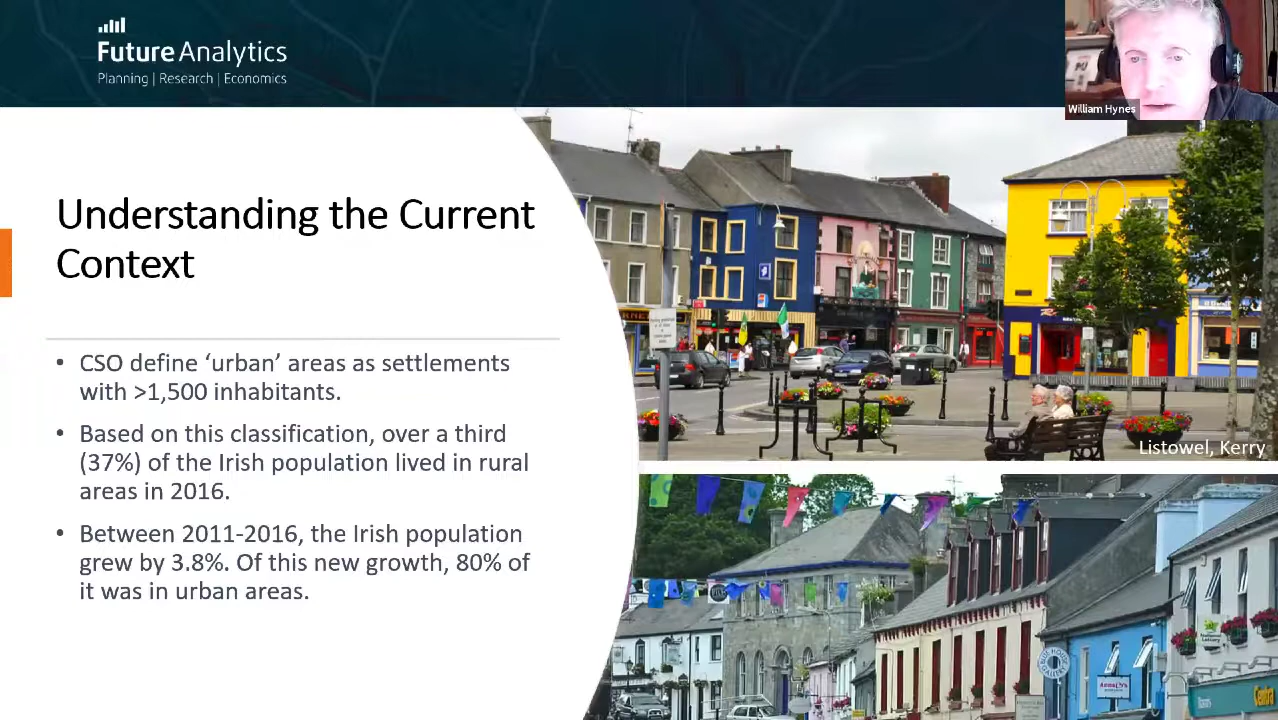 Future Analytics
Planning | Research | Economics
William Hynes
Understanding the Current
Context
• CSO define ‘urban’ areas as settlements
with >1,500 inhabitants.
• Based on this classification, over a third
(37%) of the Irish population lived in rural
areas in 2016.
• Between 2011-2016, the Irish population
grew by 3.8%. Of this new growth, 80% of
it was in urban areas.
Listowel, Kerry
Centra